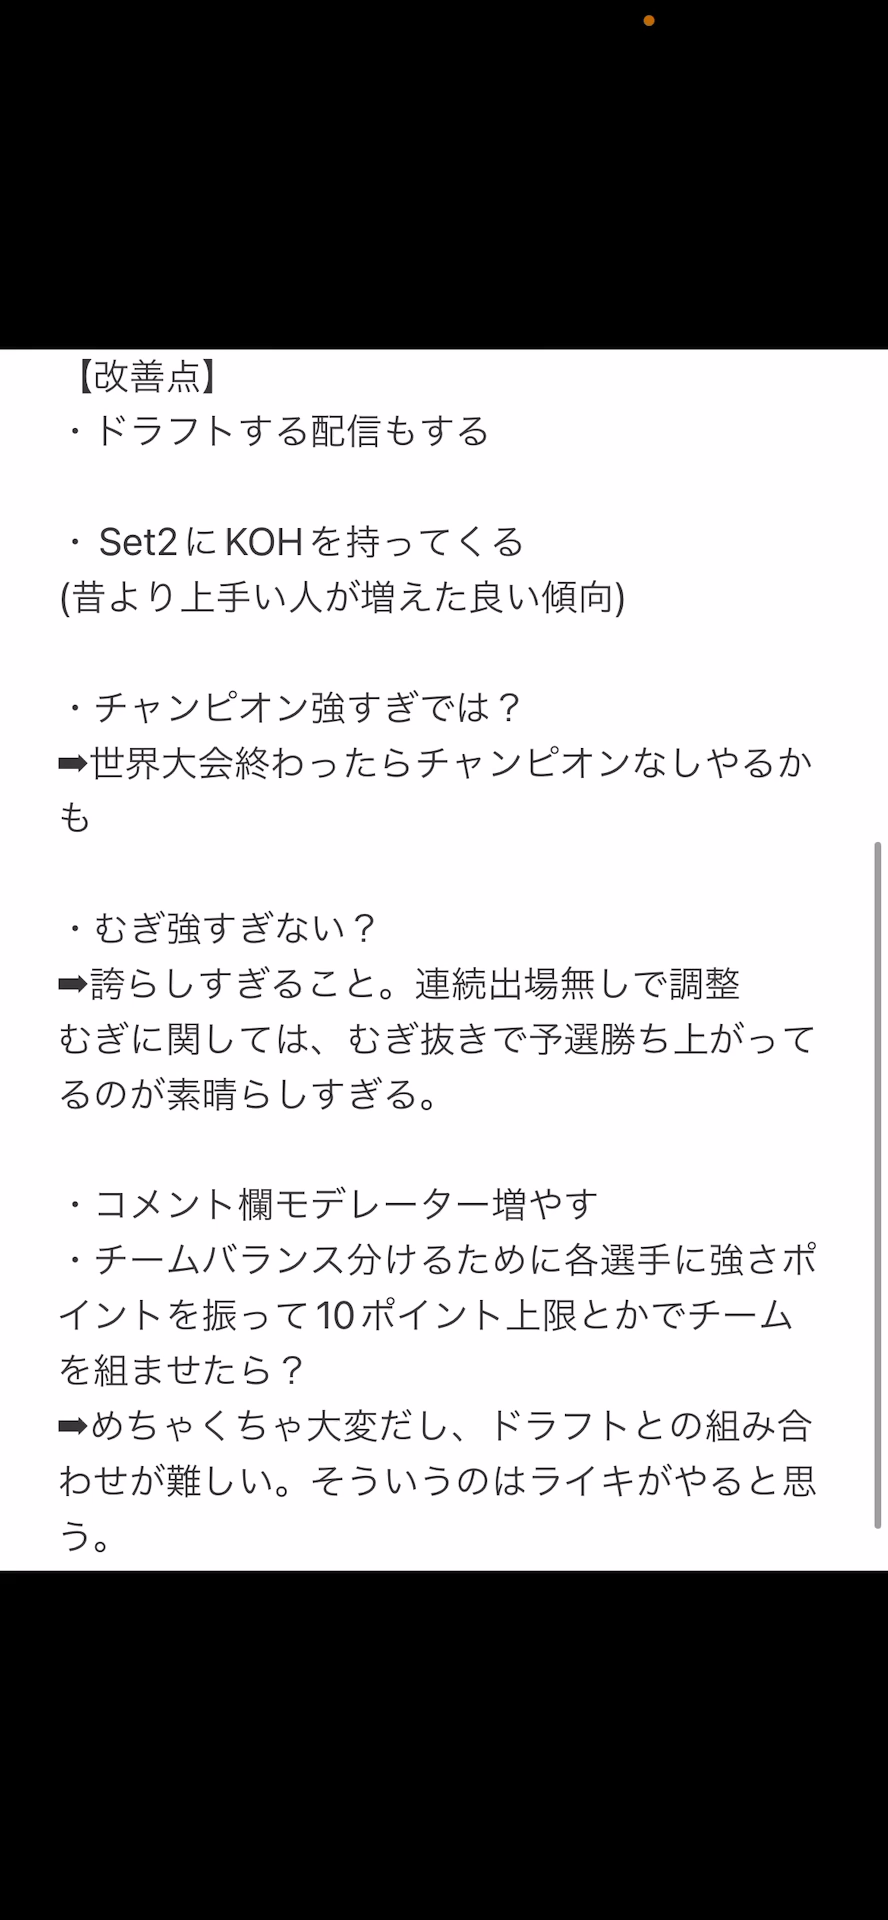 【改善点】
・ドラフトする配信もする
・Set2にKOHを持ってくる
(昔より上手い人が増えた良い傾向)
・チャンピオン強すぎでは？
➡世界大会終わったらチャンピオンなしやるか
も
・むぎ強すぎない？
➡誇らしすぎること。連続出場無しで調整
むぎに関しては、むぎ抜きで予選勝ち上がって
るのが素晴らしすぎる。
・コメント欄モデレーター増やす
・チームバランス分けるために各選手に強さポ
イントを振って10ポイント上限とかでチーム
を組ませたら？
➡めちゃくちゃ大変だし、ドラフトとの組み合
わせが難しい。そういうのはライキがやると思
う。